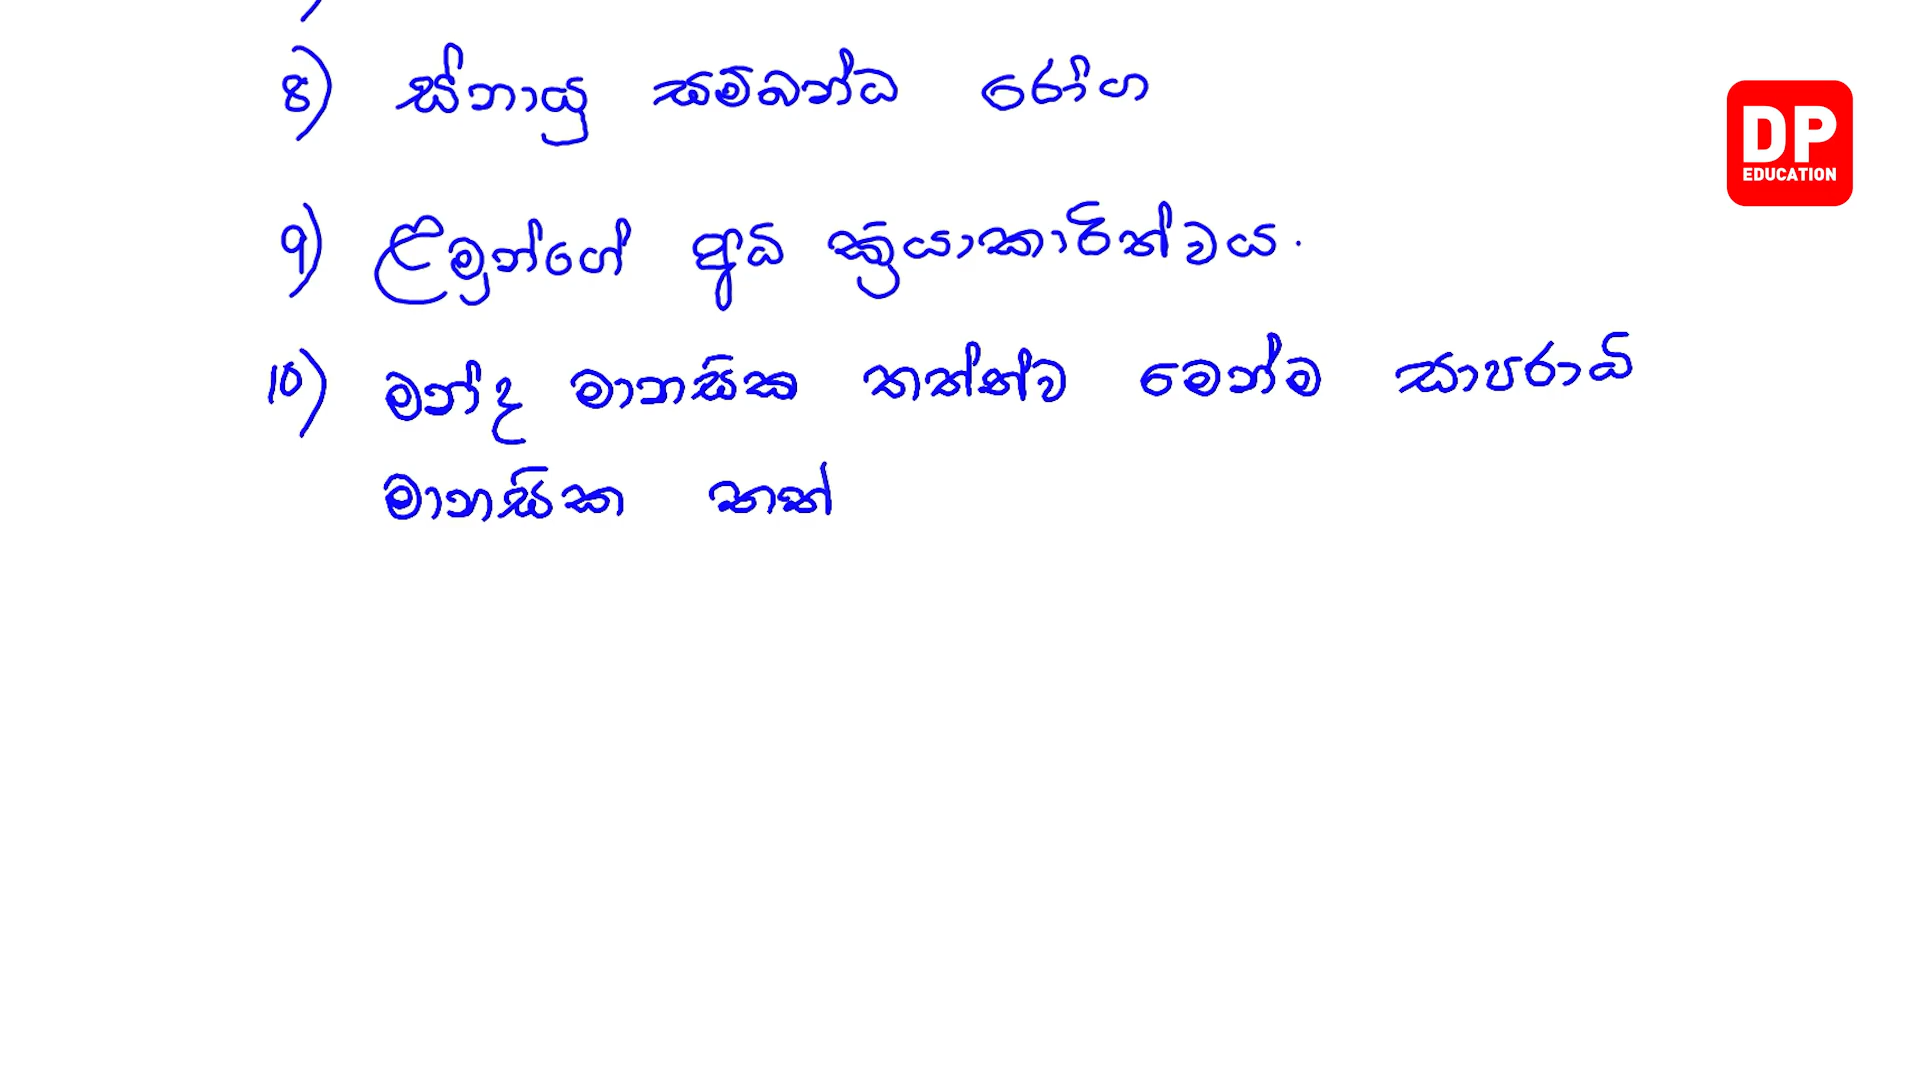 8) ස්නායු සම්බන්ධ රෝග
DP
EDUCATION
9) ළමුන්ගේ අධි ක්‍රියාකාරිත්වය.
10) මන්ද මානසික තත්ත්ව මෙන්ම සාපරාධි
මානසික තත්